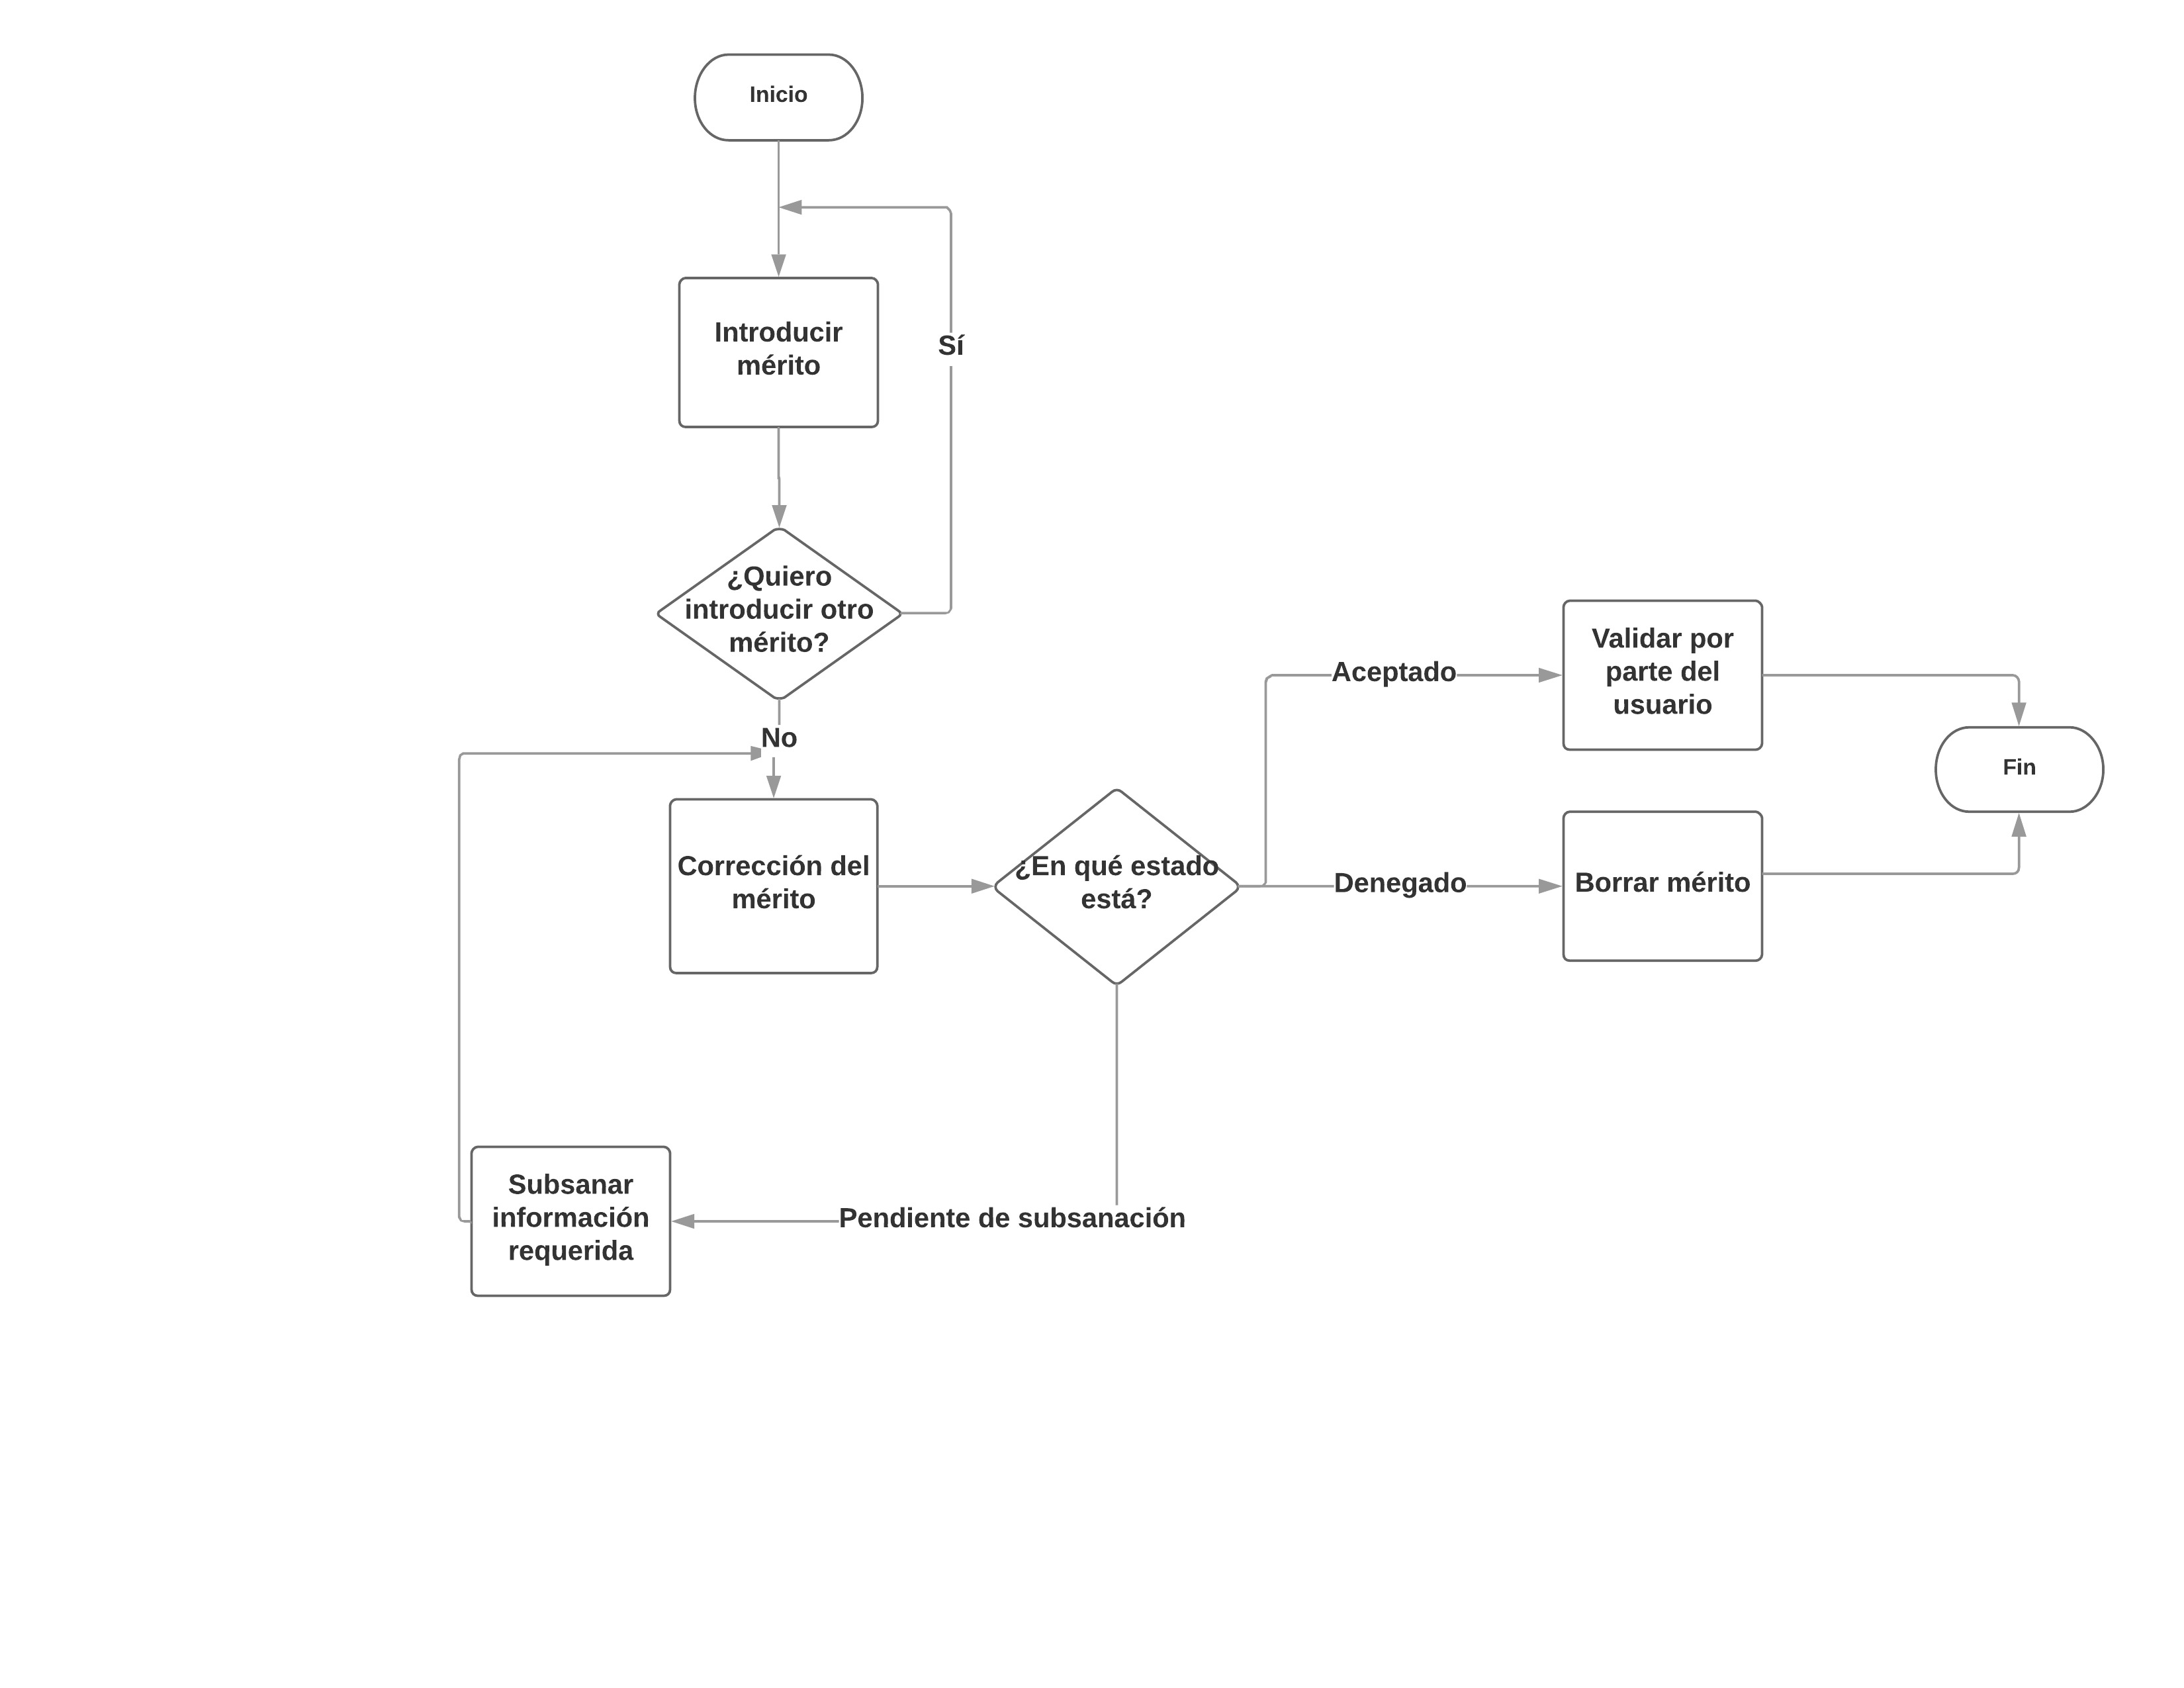 Inicio
Introducir
mérito
Sí
¿Quiero
introducir otro
mérito?
No
Corrección del
mérito
¿En qué estado
está?
Aceptado
Validar por
parte del
usuario
Denegado
Borrar mérito
Fin
Pendiente de subsanación
Subsanar
información
requerida